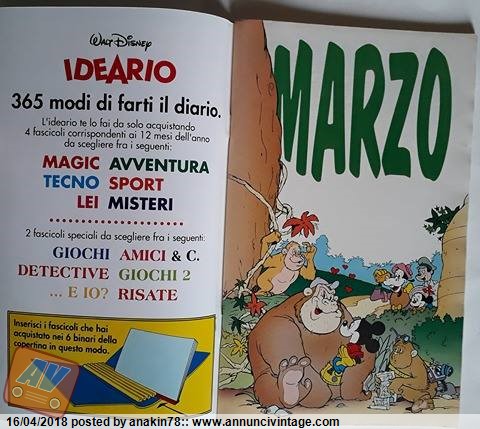 Walt Disney
IDEARIO
365 modi di farti il diario.
L'ideario te lo fai da solo acquistando
4 fascicoli corrispondenti ai 12 mesi dell'anno
da scegliere fra i seguenti:
MAGIC AVVENTURA
TECNO SPORT
LEI MISTERI
2 fascicoli speciali da scegliere fra i seguenti:
GIOCHI AMICI & C.
DETECTIVE GIOCHI 2
... E IO? RISATE
Inserisci i fascicoli che hai
acquistato nei 6 binari della
copertina in questo modo.
MARZO
AV
16/04/2018 posted by anakin78:: www.annuncivintage.com